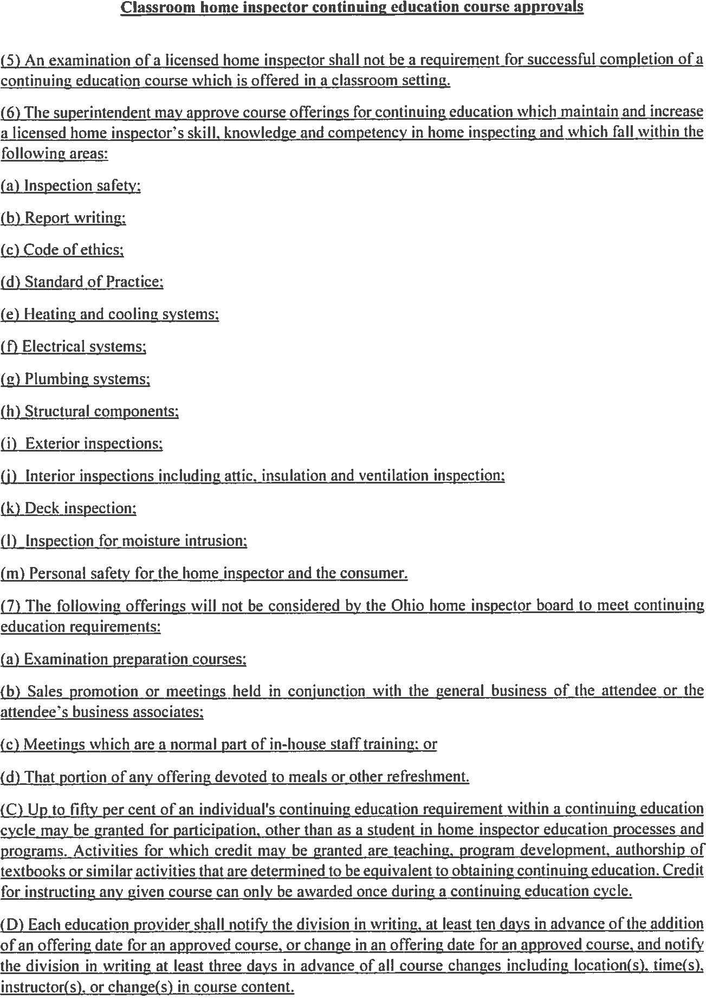 Classroom home inspector continuing education course approvals
(5) An examination of a licensed home inspector shall not be a requirement for successful completion of a
continuing education course which is offered in a classroom setting.
(6) The superintendent may approve course offerings for continuing education which maintain and increase
a licensed home inspector's skill, knowledge and competency in home inspecting and which fall within the
following areas:
(a) Inspection safety;
(b) Report writing;
(c) Code of ethics;
(d) Standard of Practice;
(e) Heating and cooling systems;
(f) Electrical systems;
(g) Plumbing systems;
(h) Structural components;
(i) Exterior inspections;
(j) Interior inspections including attic, insulation and ventilation inspection;
(k) Deck inspection;
(l) Inspection for moisture intrusion;
(m) Personal safety for the home inspector and the consumer.
(7) The following offerings will not be considered by the Ohio home inspector board to meet continuing
education requirements:
(a) Examination preparation courses;
(b) Sales promotion or meetings held in conjunction with the general business of the attendee or the
attendee's business associates;
(c) Meetings which are a normal part of in-house staff training; or
(d) That portion of any offering devoted to meals or other refreshment.
(C) Up to fifty per cent of an individual's continuing education requirement within a continuing education
cycle may be granted for participation, other than as a student in home inspector education processes and
programs. Activities for which credit may be granted are teaching, program development, authorship of
textbooks or similar activities that are determined to be equivalent to obtaining continuing education. Credit
for instructing any given course can only be awarded once during a continuing education cycle.
(D) Each education provider shall notify the division in writing, at least ten days in advance of the addition
of an offering date for an approved course, or change in an offering date for an approved course, and notify
the division in writing at least three days in advance of all course changes including location(s), time(s),
instructor(s), or change(s) in course content.